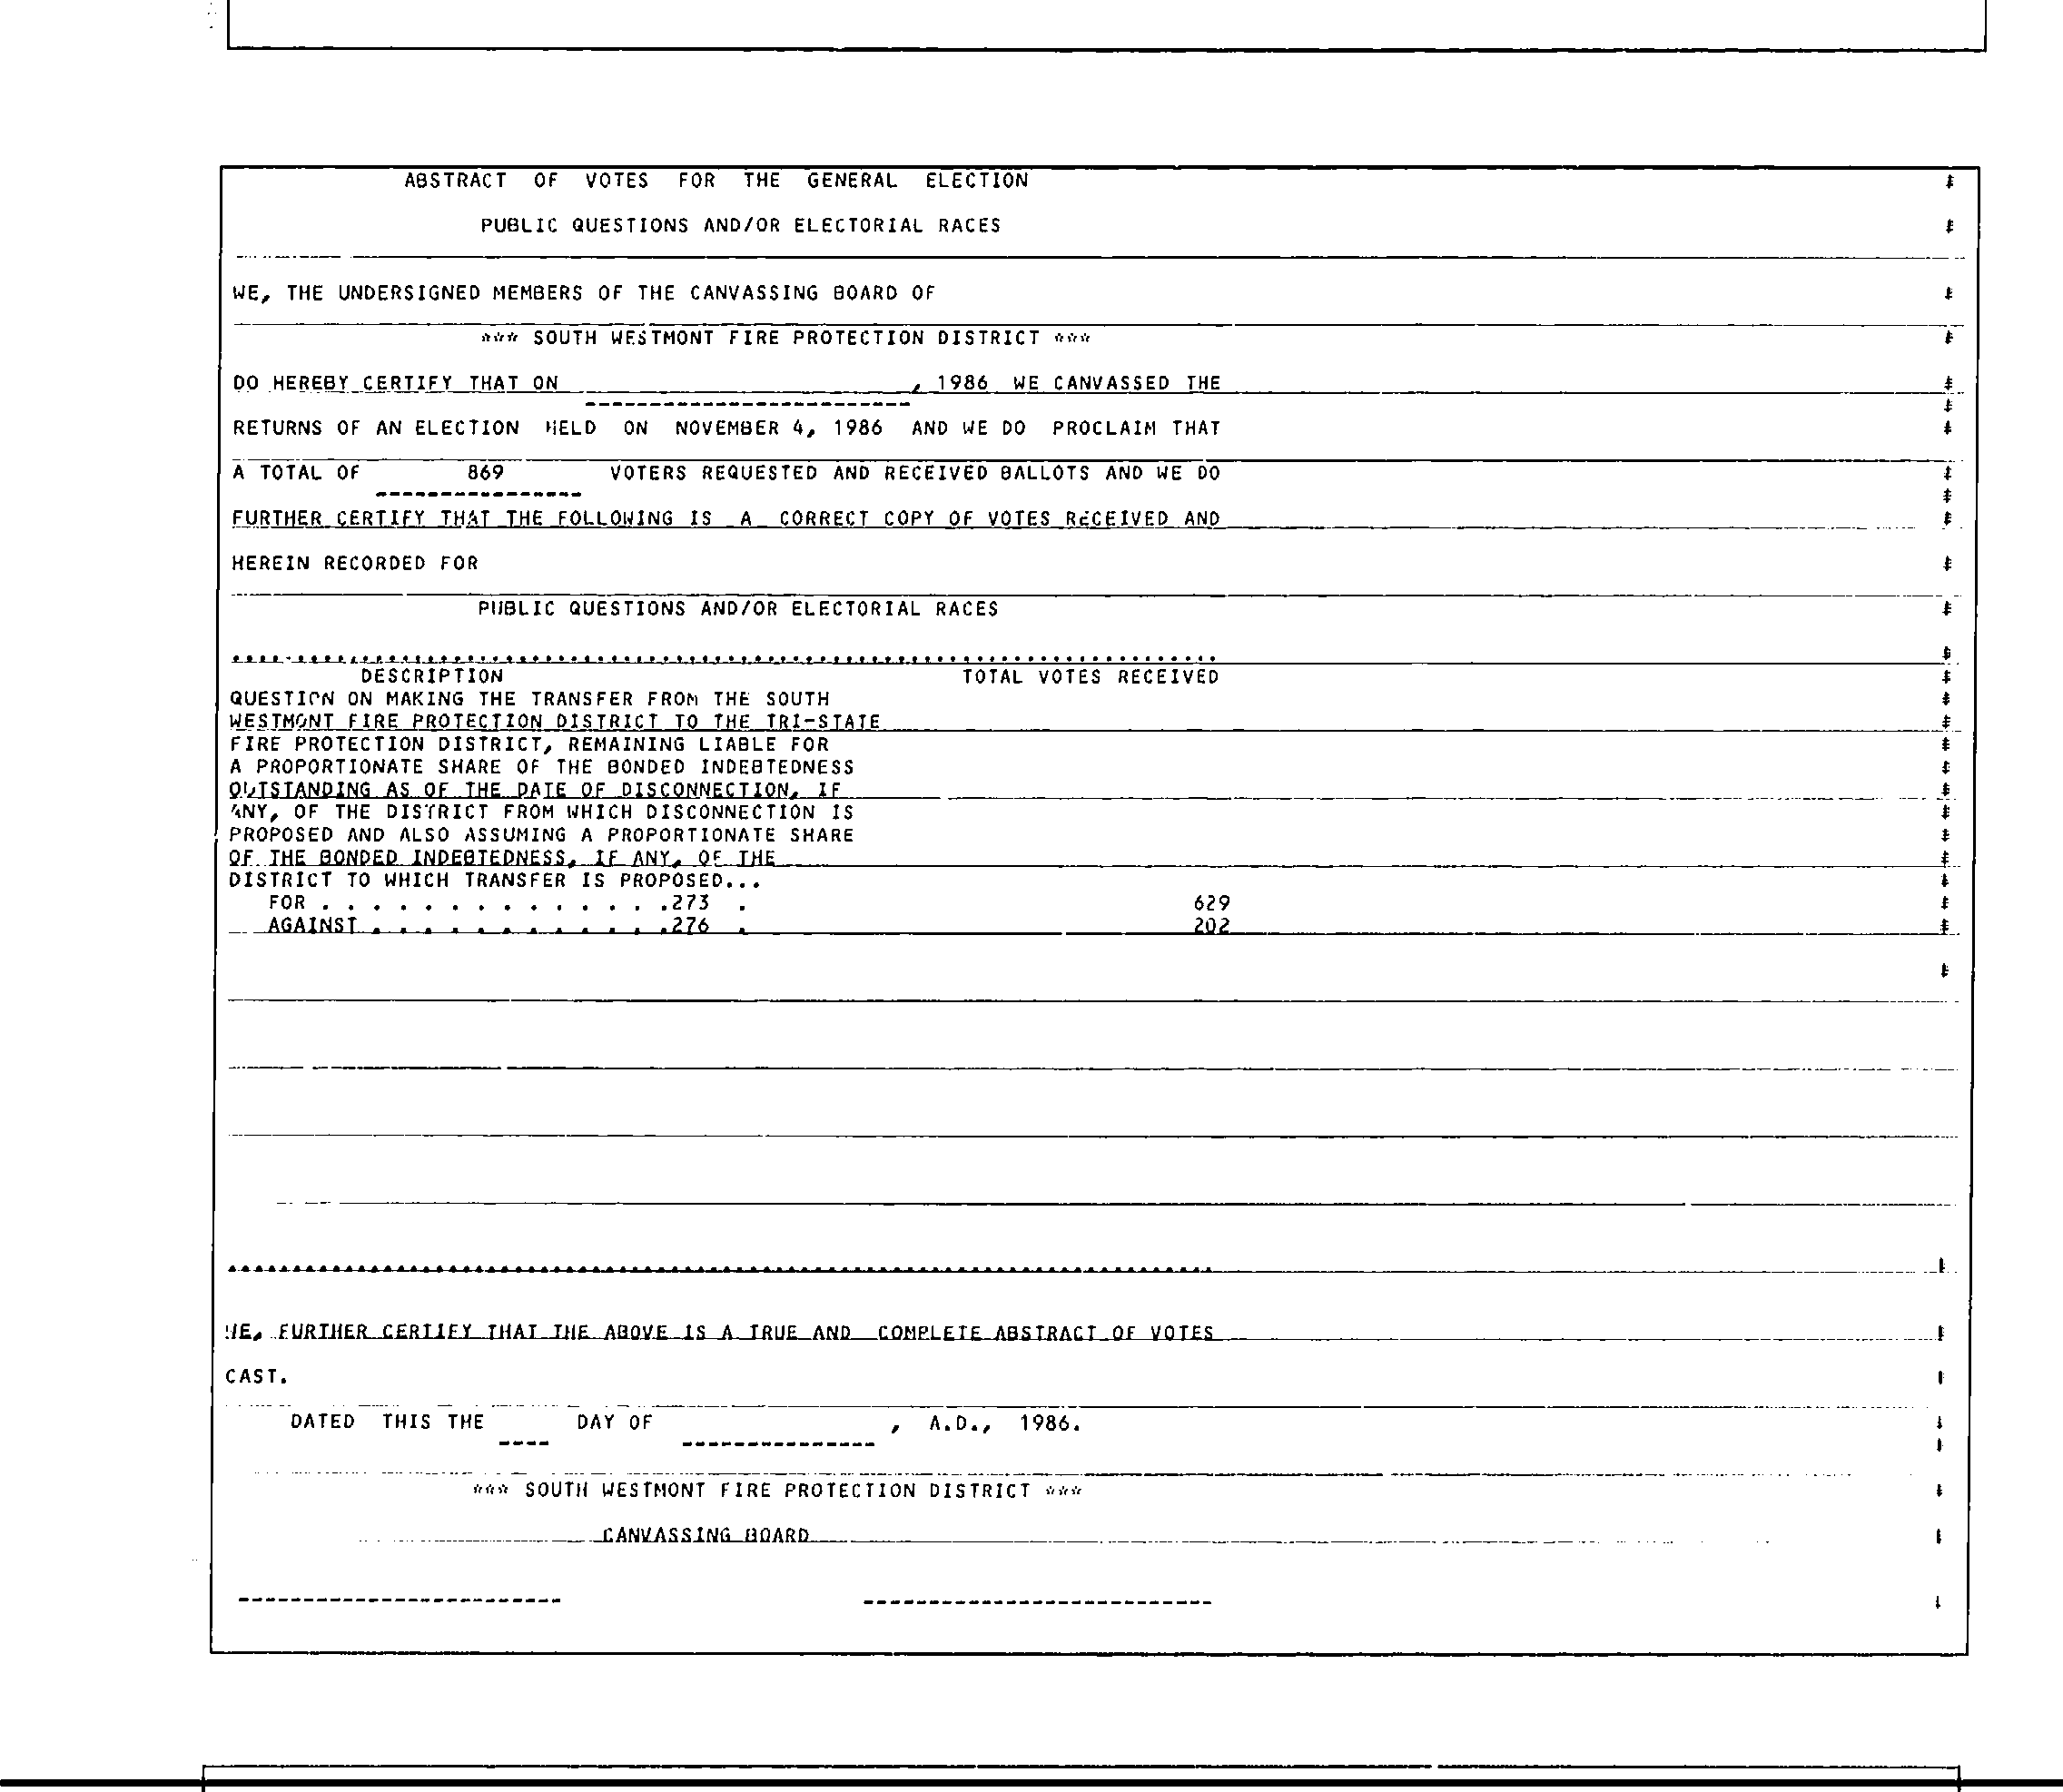 ABSTRACT OF VOTES FOR THE GENERAL ELECTION
PUBLIC QUESTIONS AND/OR ELECTORIAL RACES
WE, THE UNDERSIGNED MEMBERS OF THE CANVASSING BOARD OF
*** SOUTH WESTMONT FIRE PROTECTION DISTRICT ***
DO HEREBY CERTIFY THAT ON , 1986 WE CANVASSED THE
RETURNS OF AN ELECTION HELD ON NOVEMBER 4, 1986 AND WE DO PROCLAIM THAT
A TOTAL OF 869 VOTERS REQUESTED AND RECEIVED BALLOTS AND WE DO
FURTHER CERTIFY THAT THE FOLLOWING IS A CORRECT COPY OF VOTES RECEIVED AND
HEREIN RECORDED FOR
PUBLIC QUESTIONS AND/OR ELECTORIAL RACES
DESCRIPTION TOTAL VOTES RECEIVED
QUESTION ON MAKING THE TRANSFER FROM THE SOUTH
WESTMONT FIRE PROTECTION DISTRICT TO THE TRI-STATE
FIRE PROTECTION DISTRICT, REMAINING LIABLE FOR
A PROPORTIONATE SHARE OF THE BONDED INDEBTEDNESS
OUTSTANDING AS OF THE DATE OF DISCONNECTION, IF
ANY, OF THE DISTRICT FROM WHICH DISCONNECTION IS
PROPOSED AND ALSO ASSUMING A PROPORTIONATE SHARE
OF THE BONDED INDEBTEDNESS, IF ANY, OF THE
DISTRICT TO WHICH TRANSFER IS PROPOSED...
FOR . . . . . . . . . . . . . .273 . 629
AGAINST . . . . . . . . . . . .276 . 202
WE, FURTHER CERTIFY THAT THE ABOVE IS A TRUE AND COMPLETE ABSTRACT OF VOTES
CAST.
DATED THIS THE ---- DAY OF --------------- , A.D., 1986.
*** SOUTH WESTMONT FIRE PROTECTION DISTRICT ***
CANVASSING BOARD